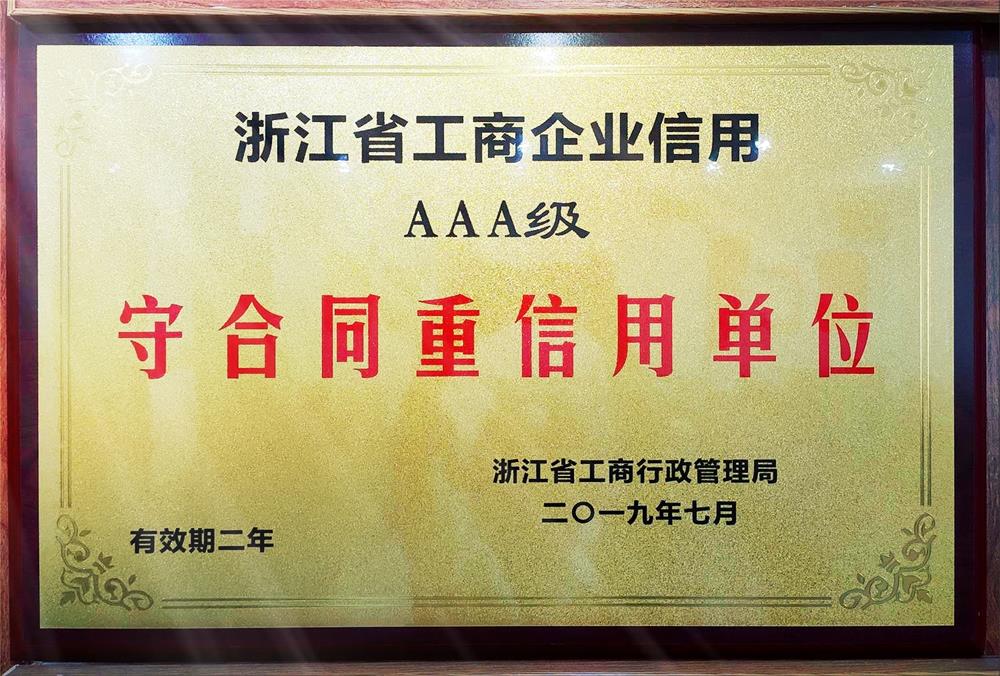 浙江省工商企业信用
AAA级
守合同重信用单位
浙江省工商行政管理局
二〇一九年七月
有效期二年